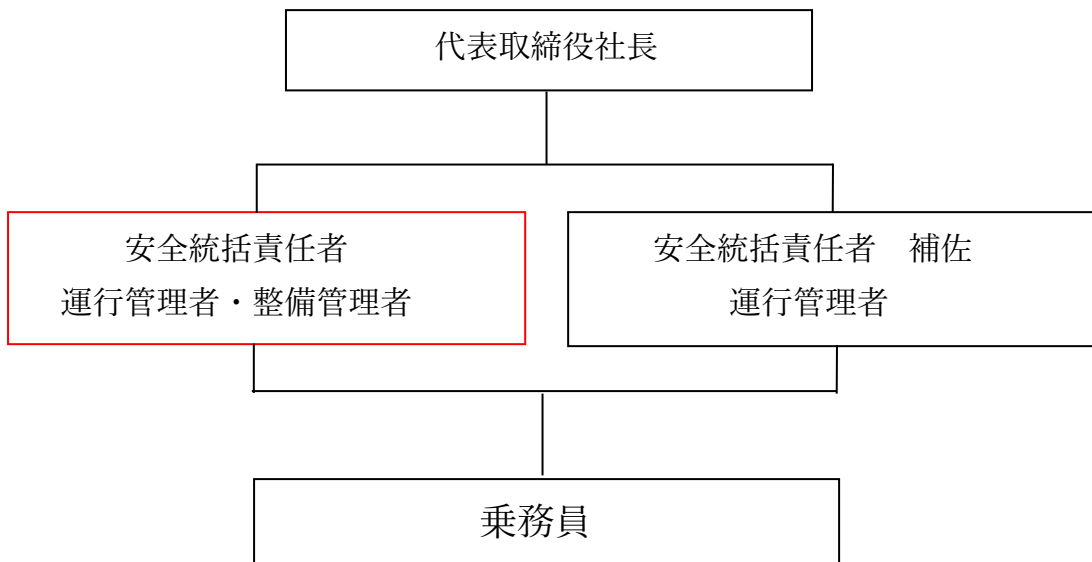 代表取締役社長
安全統括責任者
運行管理者・整備管理者
安全統括責任者　補佐
運行管理者
乗務員